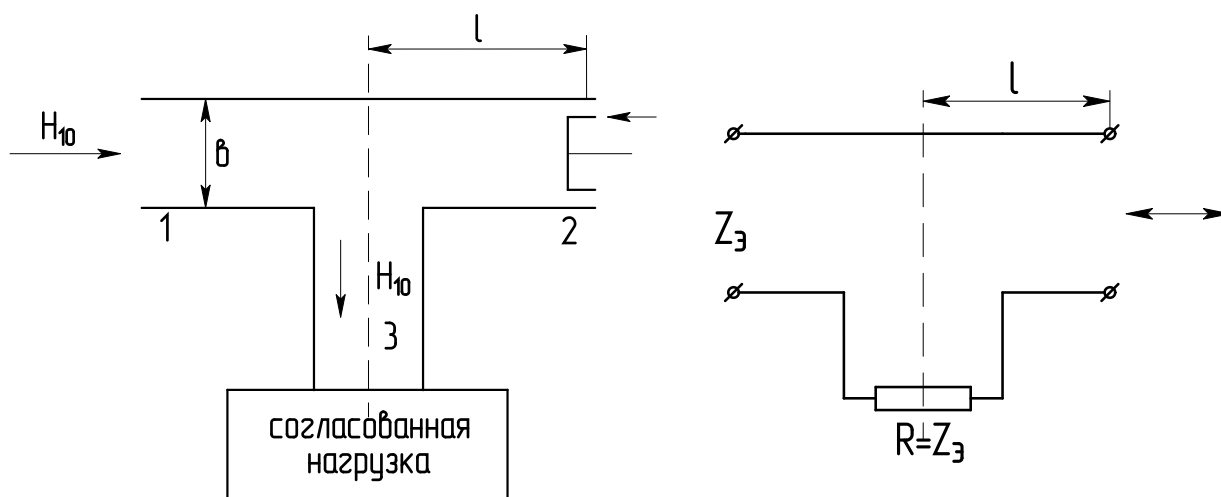 l
H₁₀
в
1
2
H₁₀
3
согласованная
нагрузка
l
Zэ
R=Zэ